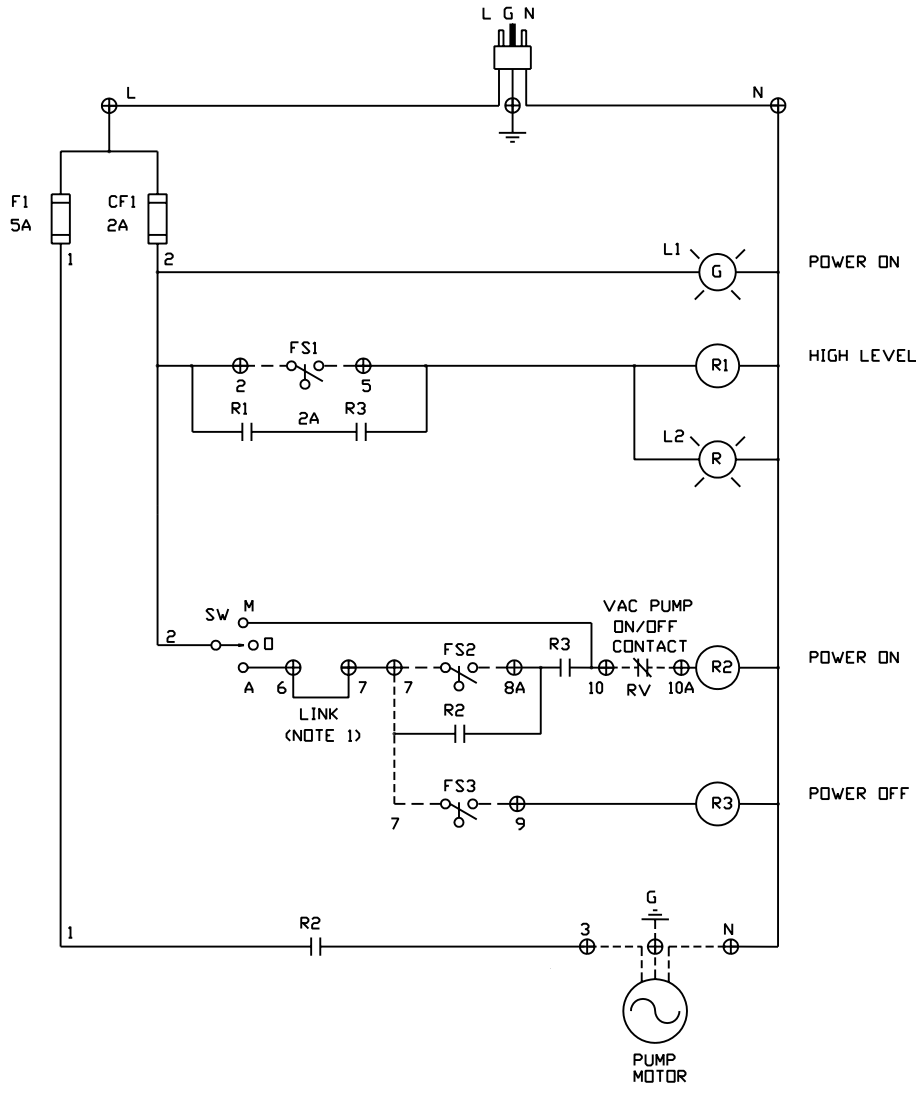 L G N
L
N
F1
5A
CF1
2A
1
2
L1
G
POWER ON
FS1
2
5
R1
HIGH LEVEL
R1
2A
R3
L2
R
SW
M
2
O
A
6
7
7
LINK
(NOTE 1)
FS2
8A
R3
10
VAC PUMP
ON/OFF
CONTACT
RV
10A
R2
POWER ON
R2
FS3
7
9
R3
POWER OFF
1
R2
3
G
N
PUMP
MOTOR